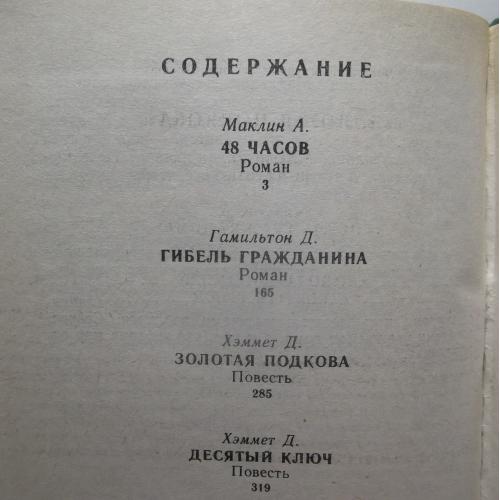 СОДЕРЖАНИЕ
Маклин А.
48 ЧАСОВ
Роман
3
Гамильтон Д.
ГИБЕЛЬ ГРАЖДАНИНА
Роман
165
Хэммет Д.
ЗОЛОТАЯ ПОДКОВА
Повесть
285
Хэммет Д.
ДЕСЯТЫЙ КЛЮЧ
Повесть
319